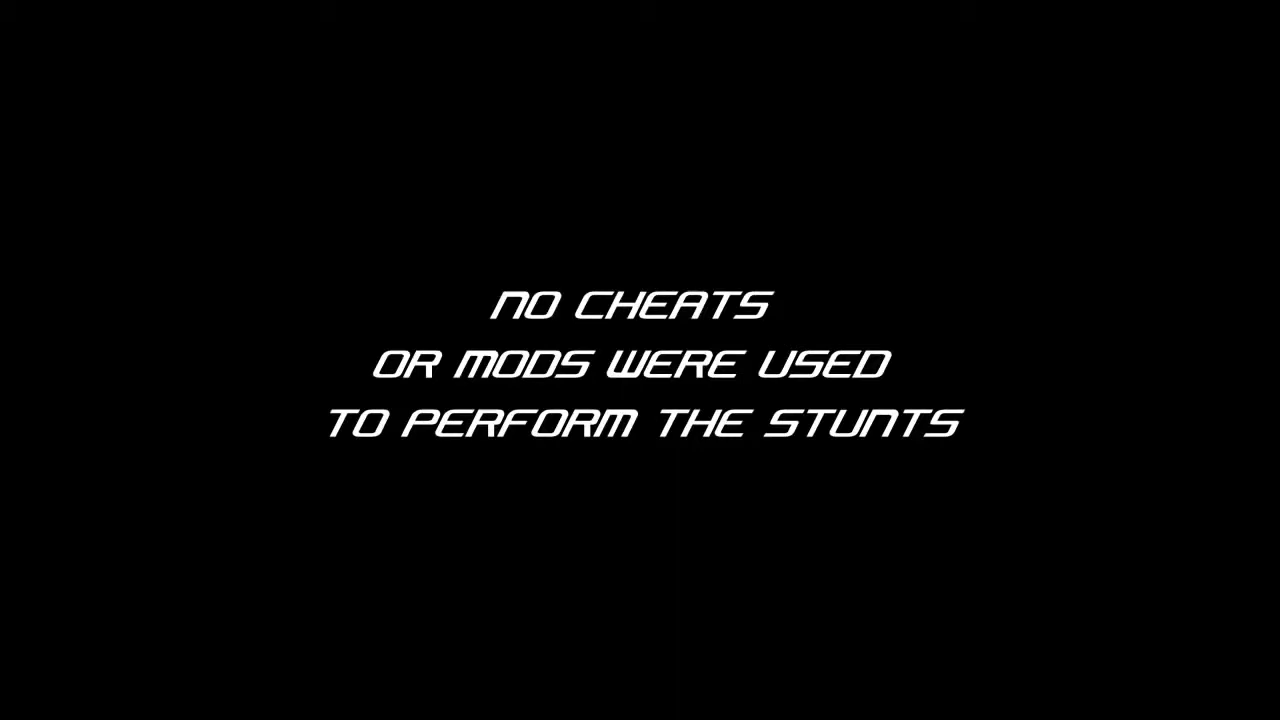 NO CHEATS
OR MODS WERE USED
TO PERFORM THE STUNTS